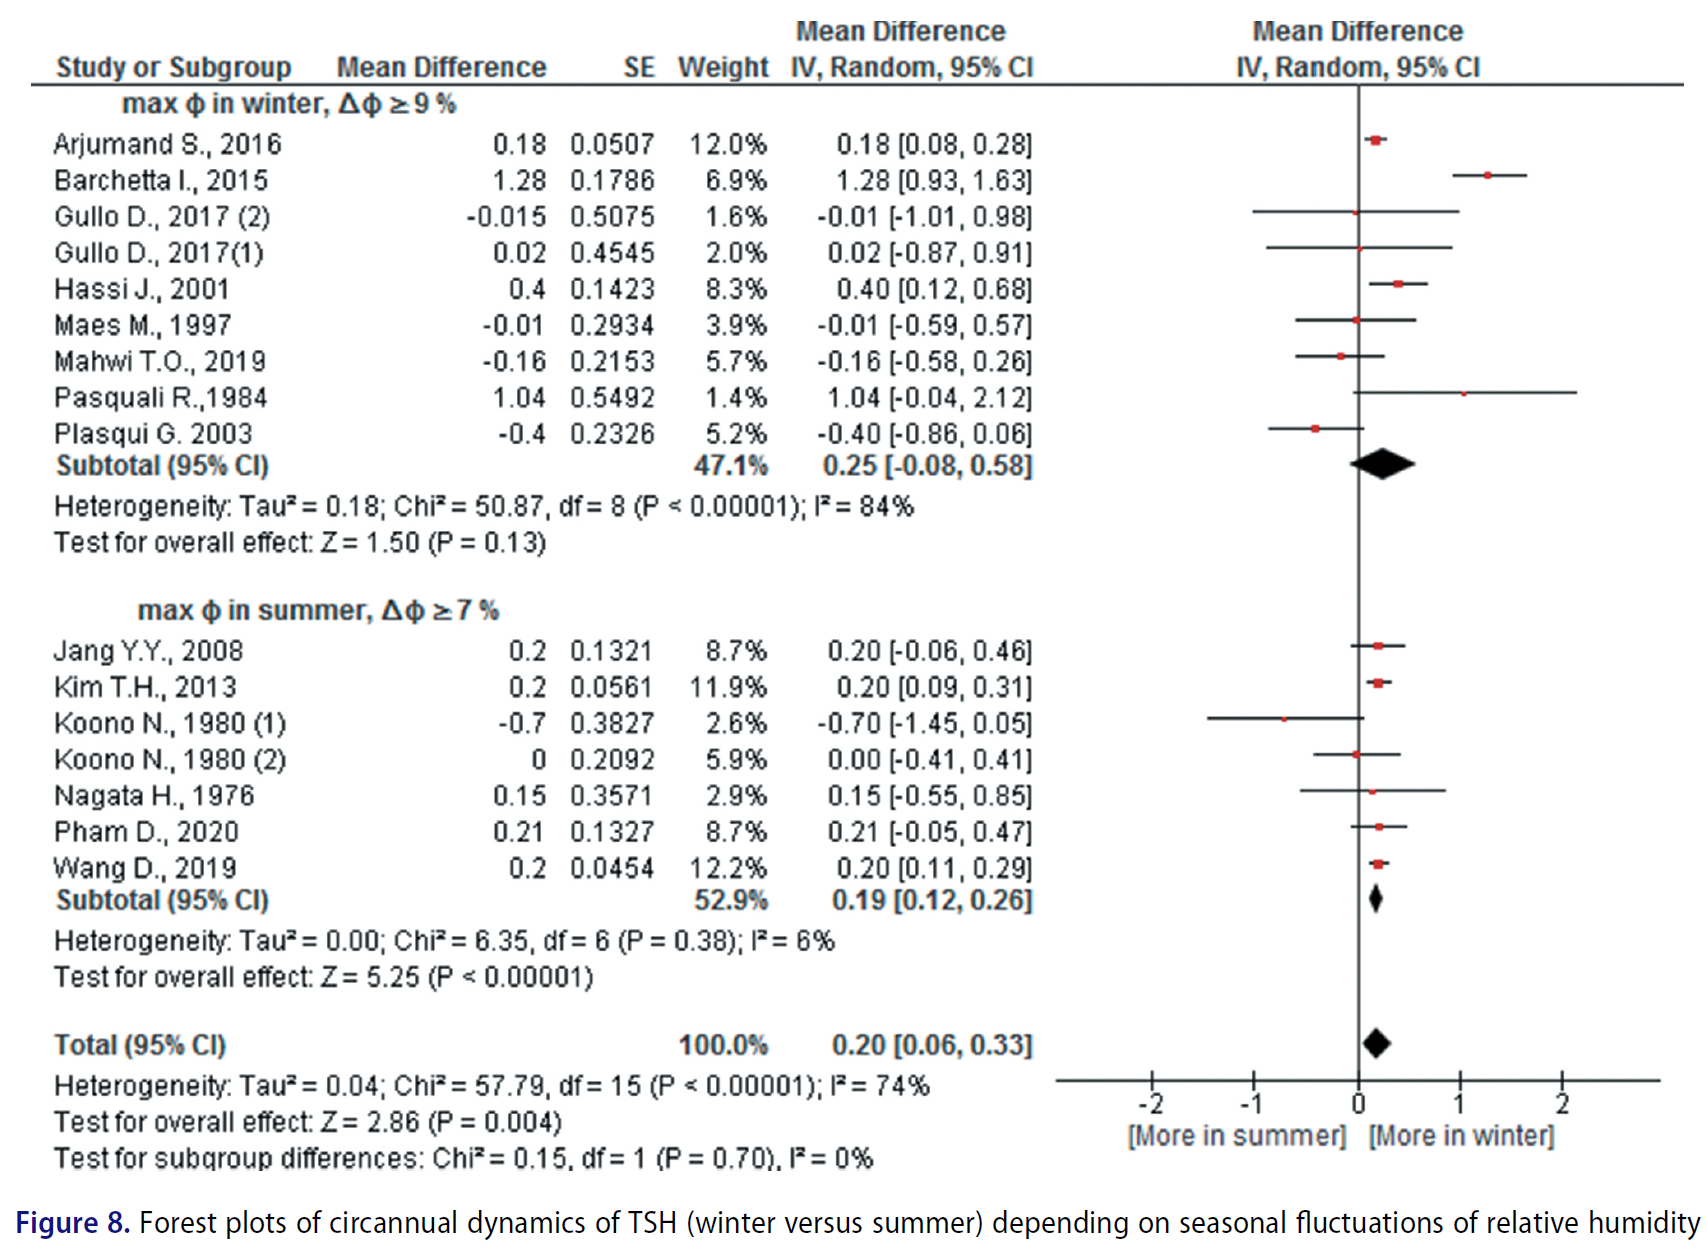 Mean Difference Mean Difference
Study or Subgroup Mean Difference SE Weight IV, Random, 95% CI IV, Random, 95% CI
max ϕ in winter, Δϕ ≥ 9 %
Arjumand S., 2016 0.18 0.0507 12.0% 0.18 [0.08, 0.28]
Barchetta I., 2015 1.28 0.1786 6.9% 1.28 [0.93, 1.63]
Gullo D., 2017 (2) -0.015 0.5075 1.6% -0.01 [-1.01, 0.98]
Gullo D., 2017(1) 0.02 0.4545 2.0% 0.02 [-0.87, 0.91]
Hassi J., 2001 0.4 0.1423 8.3% 0.40 [0.12, 0.68]
Maes M., 1997 -0.01 0.2934 3.9% -0.01 [-0.59, 0.57]
Mahwi T.O., 2019 -0.16 0.2153 5.7% -0.16 [-0.58, 0.26]
Pasquali R.,1984 1.04 0.5492 1.4% 1.04 [-0.04, 2.12]
Plasqui G. 2003 -0.4 0.2326 5.2% -0.40 [-0.86, 0.06]
Subtotal (95% CI) 47.1% 0.25 [-0.08, 0.58]
Heterogeneity: Tau² = 0.18; Chi² = 50.87, df = 8 (P < 0.00001); I² = 84%
Test for overall effect: Z = 1.50 (P = 0.13)
max ϕ in summer, Δϕ ≥ 7 %
Jang Y.Y., 2008 0.2 0.1321 8.7% 0.20 [-0.06, 0.46]
Kim T.H., 2013 0.2 0.0561 11.9% 0.20 [0.09, 0.31]
Koono N., 1980 (1) -0.7 0.3827 2.6% -0.70 [-1.45, 0.05]
Koono N., 1980 (2) 0 0.2092 5.9% 0.00 [-0.41, 0.41]
Nagata H., 1976 0.15 0.3571 2.9% 0.15 [-0.55, 0.85]
Pham D., 2020 0.21 0.1327 8.7% 0.21 [-0.05, 0.47]
Wang D., 2019 0.2 0.0454 12.2% 0.20 [0.11, 0.29]
Subtotal (95% CI) 52.9% 0.19 [0.12, 0.26]
Heterogeneity: Tau² = 0.00; Chi² = 6.35, df = 6 (P = 0.38); I² = 6%
Test for overall effect: Z = 5.25 (P < 0.00001)
Total (95% CI) 100.0% 0.20 [0.06, 0.33]
Heterogeneity: Tau² = 0.04; Chi² = 57.79, df = 15 (P < 0.00001); I² = 74%
Test for overall effect: Z = 2.86 (P = 0.004)
Test for subgroup differences: Chi² = 0.15, df = 1 (P = 0.70), I² = 0%
-2 -1 0 1 2
[More in summer] [More in winter]
Figure 8. Forest plots of circannual dynamics of TSH (winter versus summer) depending on seasonal fluctuations of relative humidity